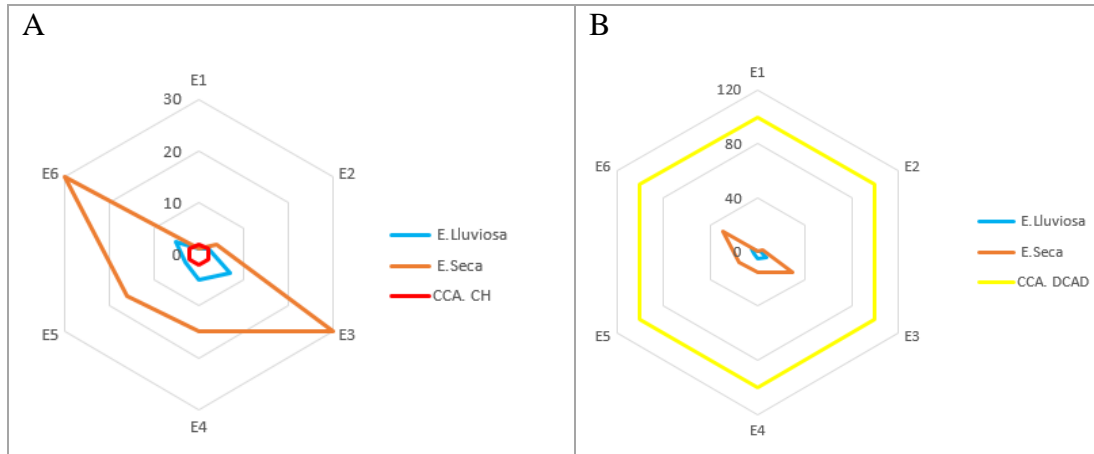 A
E1
30
20
10
0
E6
E2
E5
E3
E4
E.Lluviosa
E.Seca
CCA. CH
B
E1
120
80
40
0
E6
E2
E5
E3
E4
E.Lluviosa
E.Seca
CCA. DCAD